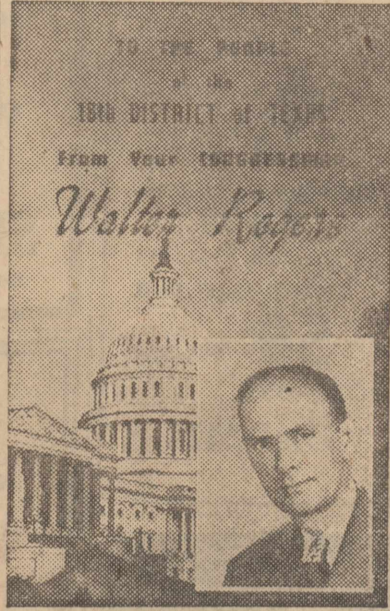 TO THE PEOPLE
of the
18th DISTRICT of TEXAS
From Your CONGRESSMAN
Walter Rogers